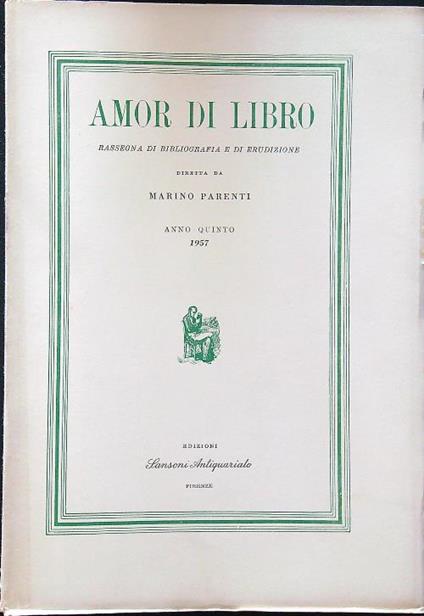 AMOR DI LIBRO
RASSEGNA DI BIBLIOGRAFIA E DI ERUDIZIONE
DIRETTA DA
MARINO PARENTI
ANNO QUINTO
1957
EDIZIONI
Sansoni Antiquariato
FIRENZE